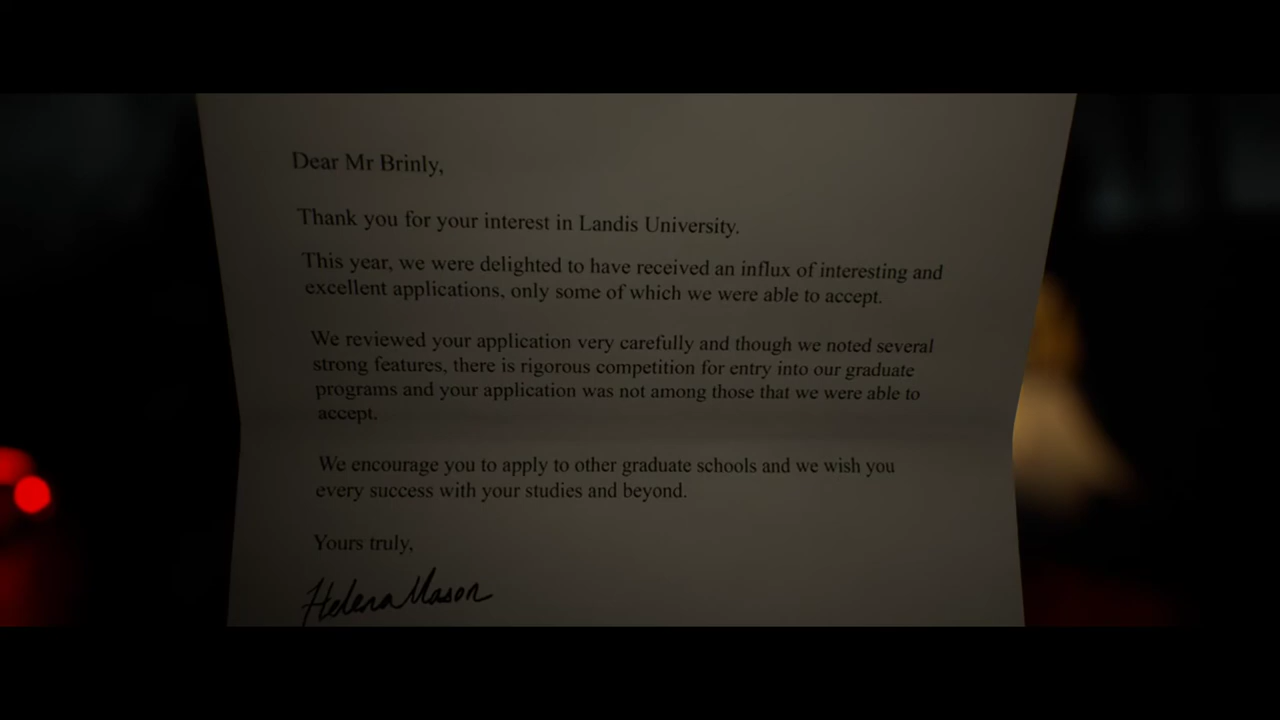 Dear Mr Brinly,
Thank you for your interest in Landis University.
This year, we were delighted to have received an influx of interesting and
excellent applications, only some of which we were able to accept.
We reviewed your application very carefully and though we noted several
strong features, there is rigorous competition for entry into our graduate
programs and your application was not among those that we were able to
accept.
We encourage you to apply to other graduate schools and we wish you
every success with your studies and beyond.
Yours truly,
Helena Mason